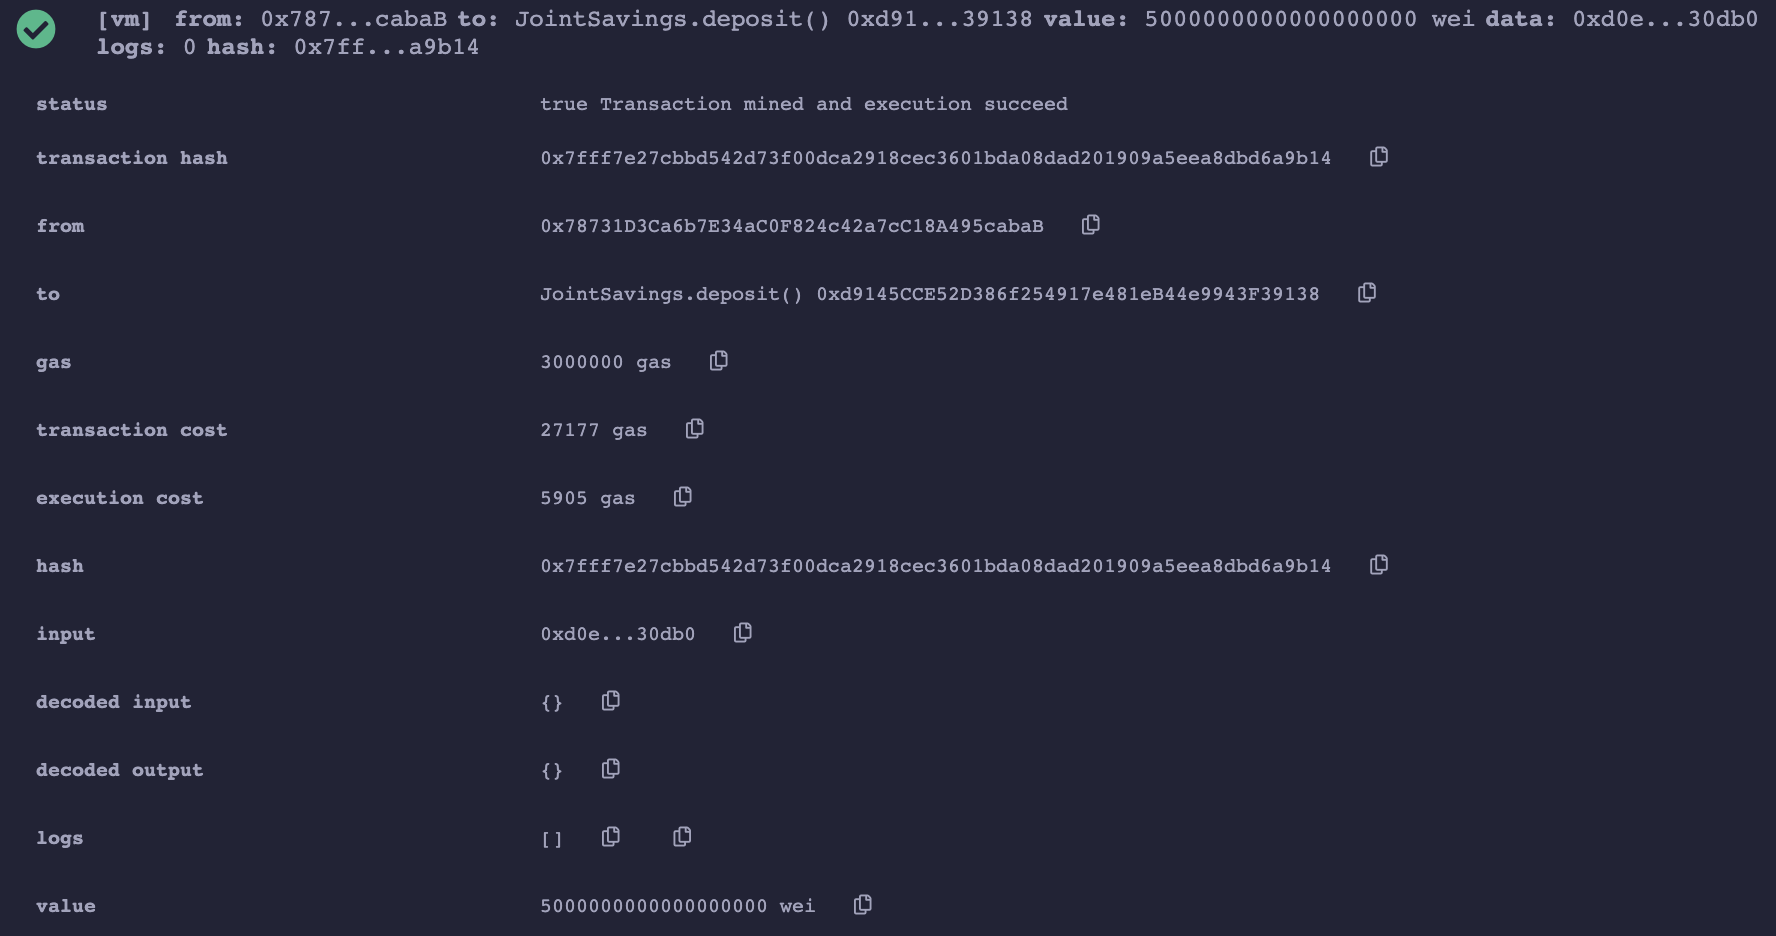 [vm] from: 0x787...cabaB to: JointSavings.deposit() 0xd91...39138 value: 5000000000000000000 wei data: 0xd0e...30db0
logs: 0 hash: 0x7ff...a9b14
status true Transaction mined and execution succeed
transaction hash 0x7fff7e27cbbd542d73f00dca2918cec3601bda08dad201909a5eea8dbd6a9b14
from 0x78731D3Ca6b7E34aC0F824c42a7cC18A495cabaB
to JointSavings.deposit() 0xd9145CCE52D386f254917e481eB44e9943F39138
gas 3000000 gas
transaction cost 27177 gas
execution cost 5905 gas
hash 0x7fff7e27cbbd542d73f00dca2918cec3601bda08dad201909a5eea8dbd6a9b14
input 0xd0e...30db0
decoded input {}
decoded output {}
logs []
value 5000000000000000000 wei